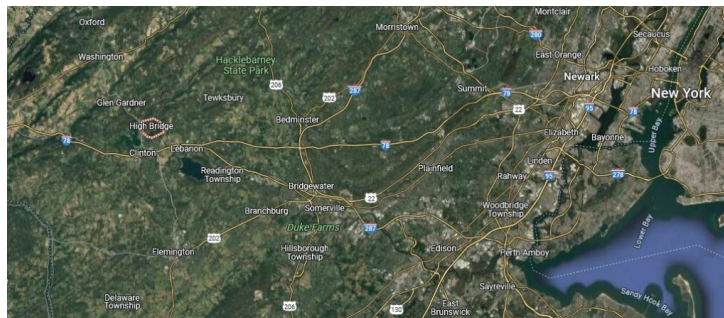 Oxford
Montclair
Morristown
280
Secaucus
Washington
East Orange
Hacklebarney
State Park
Hoboken
206
287
Newark
Summit
78
New York
202
Glen Gardner
Tewksbury
95
78
22
High Bridge
Bedminster
Elizabeth
Bayonne
78
Clinton
Lebanon
78
Upper Bay
Linden
Readington
Township
Plainfield
Rahway
95
278
Bridgewater
22
Woodbridge
Township
Branchburg
Somerville
Duke Farms
287
Lower Bay
202
Flemington
Hillsborough
Township
Edison
Perth Amboy
Sayreville
Sandy Hook Bay
Delaware
Township
206
130
East
Brunswick